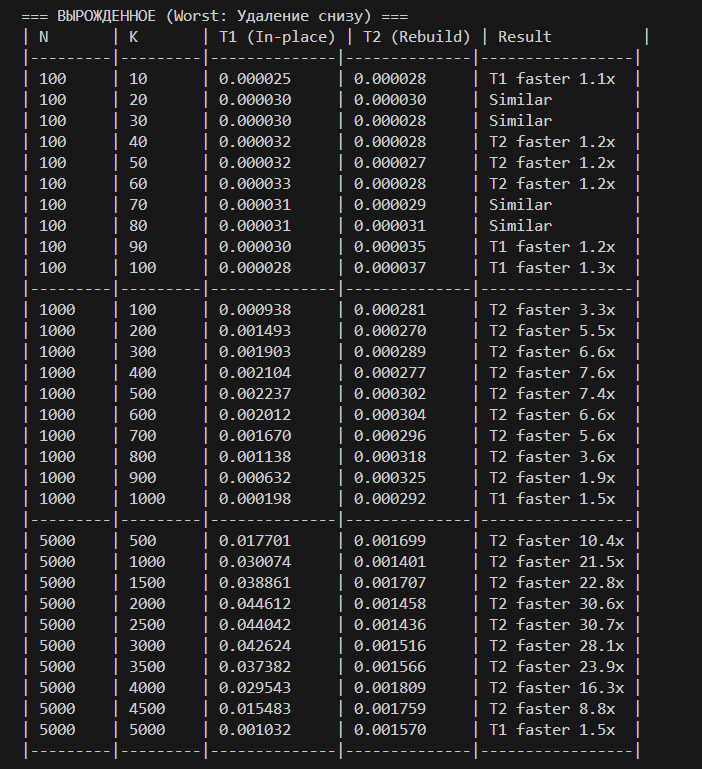 === ВЫРОЖДЕННОЕ (Worst: Удаление снизу) ===
| N       | K       | T1 (In-place) | T2 (Rebuild) | Result          |
|---------|---------|--------------|--------------|-----------------|
| 100     | 10      | 0.000025     | 0.000028     | T1 faster 1.1x  |
| 100     | 20      | 0.000030     | 0.000030     | Similar         |
| 100     | 30      | 0.000030     | 0.000028     | Similar         |
| 100     | 40      | 0.000032     | 0.000028     | T2 faster 1.2x  |
| 100     | 50      | 0.000032     | 0.000027     | T2 faster 1.2x  |
| 100     | 60      | 0.000033     | 0.000028     | T2 faster 1.2x  |
| 100     | 70      | 0.000031     | 0.000029     | Similar         |
| 100     | 80      | 0.000031     | 0.000031     | Similar         |
| 100     | 90      | 0.000030     | 0.000035     | T1 faster 1.2x  |
| 100     | 100     | 0.000028     | 0.000037     | T1 faster 1.3x  |
|---------|---------|--------------|--------------|-----------------|
| 1000    | 100     | 0.000938     | 0.000281     | T2 faster 3.3x  |
| 1000    | 200     | 0.001493     | 0.000270     | T2 faster 5.5x  |
| 1000    | 300     | 0.001903     | 0.000289     | T2 faster 6.6x  |
| 1000    | 400     | 0.002104     | 0.000277     | T2 faster 7.6x  |
| 1000    | 500     | 0.002237     | 0.000302     | T2 faster 7.4x  |
| 1000    | 600     | 0.002012     | 0.000304     | T2 faster 6.6x  |
| 1000    | 700     | 0.001670     | 0.000296     | T2 faster 5.6x  |
| 1000    | 800     | 0.001138     | 0.000318     | T2 faster 3.6x  |
| 1000    | 900     | 0.000632     | 0.000325     | T2 faster 1.9x  |
| 1000    | 1000    | 0.000198     | 0.000292     | T1 faster 1.5x  |
|---------|---------|--------------|--------------|-----------------|
| 5000    | 500     | 0.017701     | 0.001699     | T2 faster 10.4x |
| 5000    | 1000    | 0.030074     | 0.001401     | T2 faster 21.5x |
| 5000    | 1500    | 0.038861     | 0.001707     | T2 faster 22.8x |
| 5000    | 2000    | 0.044612     | 0.001458     | T2 faster 30.6x |
| 5000    | 2500    | 0.044042     | 0.001436     | T2 faster 30.7x |
| 5000    | 3000    | 0.042624     | 0.001516     | T2 faster 28.1x |
| 5000    | 3500    | 0.037382     | 0.001566     | T2 faster 23.9x |
| 5000    | 4000    | 0.029543     | 0.001809     | T2 faster 16.3x |
| 5000    | 4500    | 0.015483     | 0.001759     | T2 faster 8.8x  |
| 5000    | 5000    | 0.001032     | 0.001570     | T1 faster 1.5x  |
|---------|---------|--------------|--------------|-----------------|